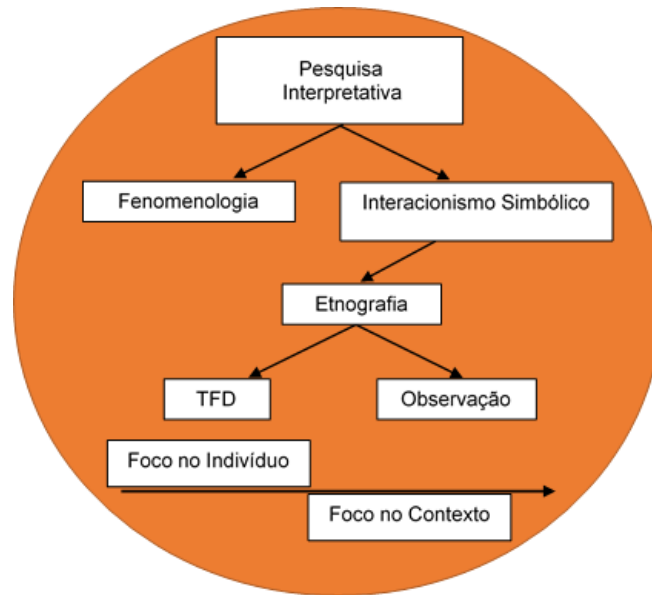 Pesquisa
Interpretativa
Fenomenologia
Interacionismo Simbólico
Etnografia
TFD
Observação
Foco no Indivíduo
Foco no Contexto